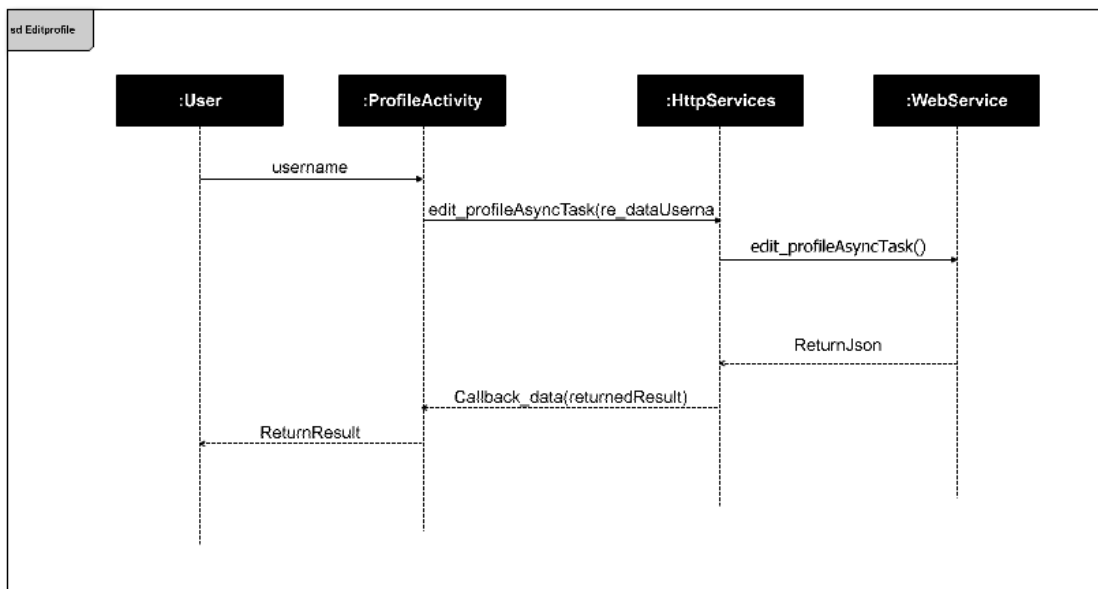 sd Editprofile
:User
:ProfileActivity
:HttpServices
:WebService
username
edit_profileAsyncTask(re_dataUserna
edit_profileAsyncTask()
ReturnJson
Callback_data(returnedResult)
ReturnResult